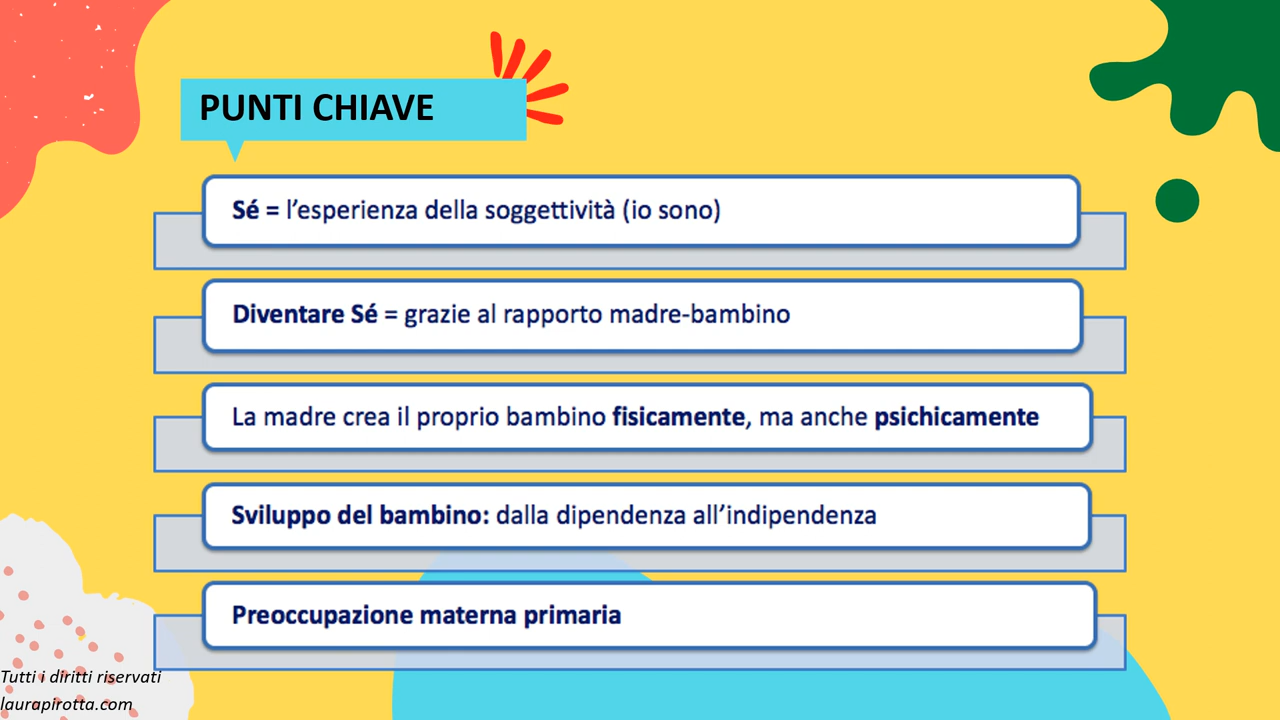 PUNTI CHIAVE
Sé = l’esperienza della soggettività (io sono)
Diventare Sé = grazie al rapporto madre-bambino
La madre crea il proprio bambino fisicamente, ma anche psichicamente
Sviluppo del bambino: dalla dipendenza all’indipendenza
Preoccupazione materna primaria
Tutti i diritti riservati
laurapirotta.com